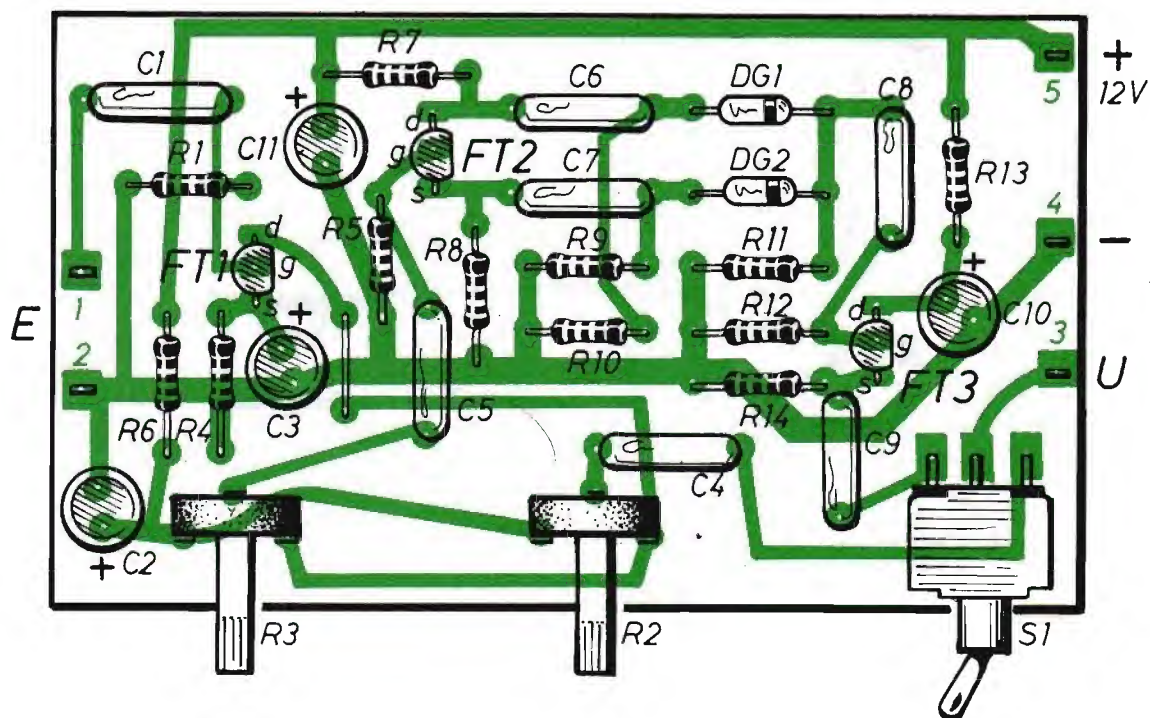 R7
+
5
12V
C1
C6
DG1
C8
+
C11
d
g
s
FT2
R1
C7
DG2
R13
4
−
d
g
s
FT1
R5
R8
R9
R11
+
C10
E
1
2
+
R12
d
g
s
FT3
3
U
R10
C3
C5
R14
R6
R4
C9
C4
+
C2
R3
R2
S1